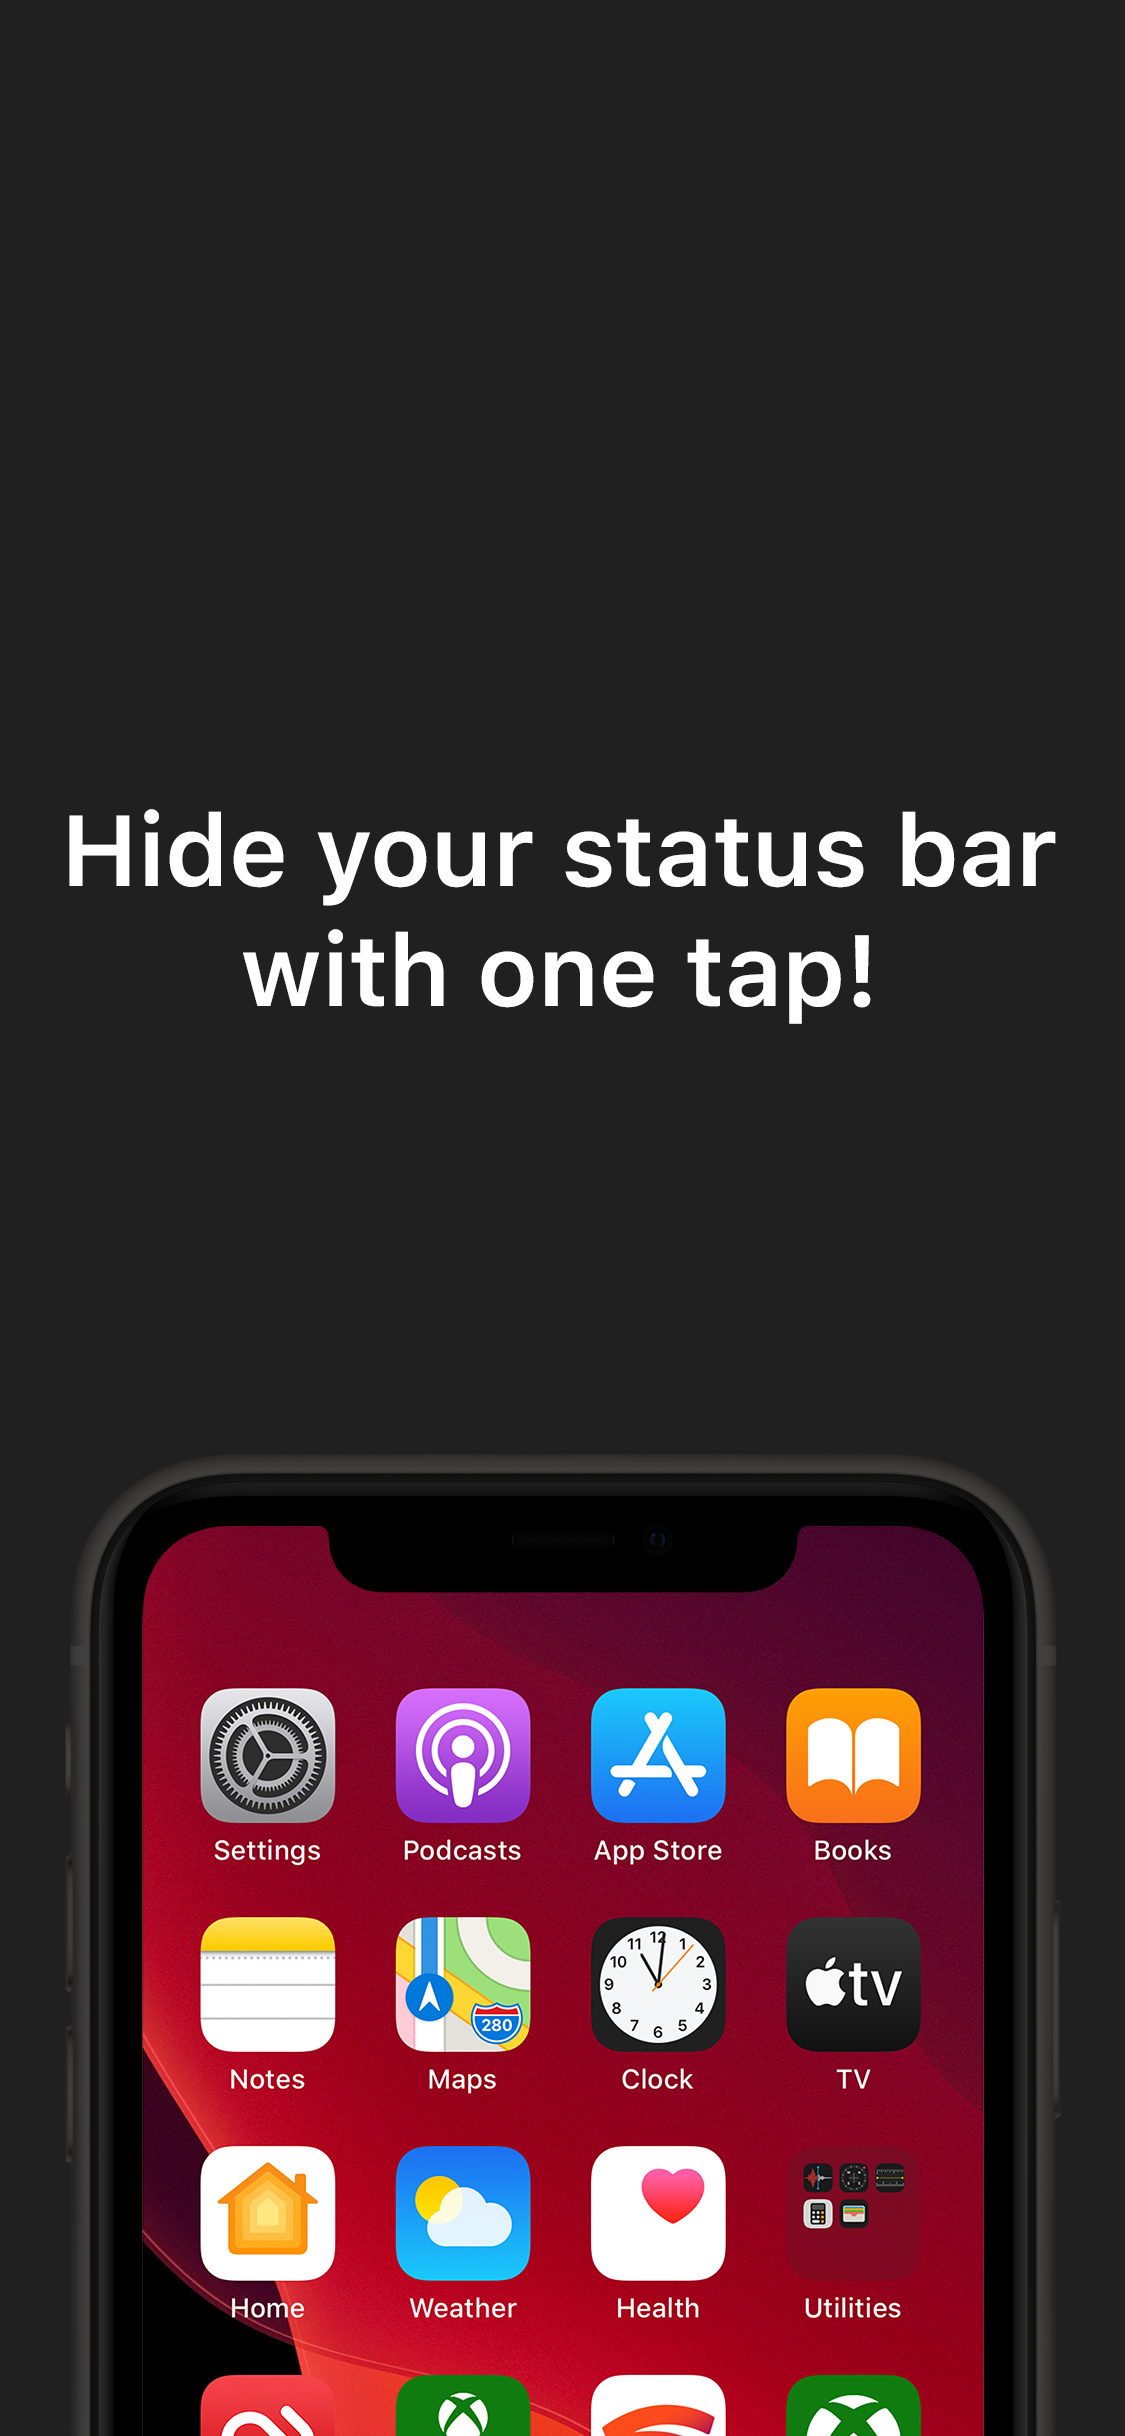 Hide your status bar
with one tap!
Settings Podcasts App Store Books
11 12 1
10 2
9 3
8 4
7 6 5
tv
280
Notes Maps Clock TV
Home Weather Health Utilities